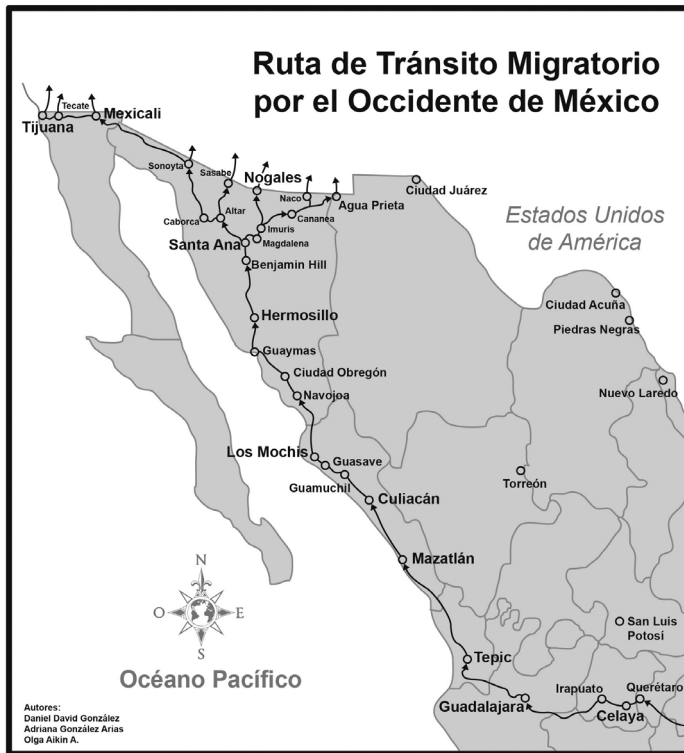 Ruta de Tránsito Migratorio
por el Occidente de México
Tecate
Mexicali
Tijuana
Sonoyta
Sasabe
Nogales
Naco
Ciudad Juárez
Agua Prieta
Caborca
Altar
Imuris
Cananea
Santa Ana
Magdalena
Benjamin Hill
Estados Unidos
de América
Hermosillo
Ciudad Acuña
Piedras Negras
Guaymas
Ciudad Obregón
Navojoa
Nuevo Laredo
Los Mochis
Guasave
Guamuchil
Torreón
Culiacán
Mazatlán
N
O
E
S
San Luis
Potosí
Tepic
Océano Pacífico
Guadalajara
Irapuato
Querétaro
Celaya
Autores:
Daniel David González
Adriana González Arias
Olga Aikin A.